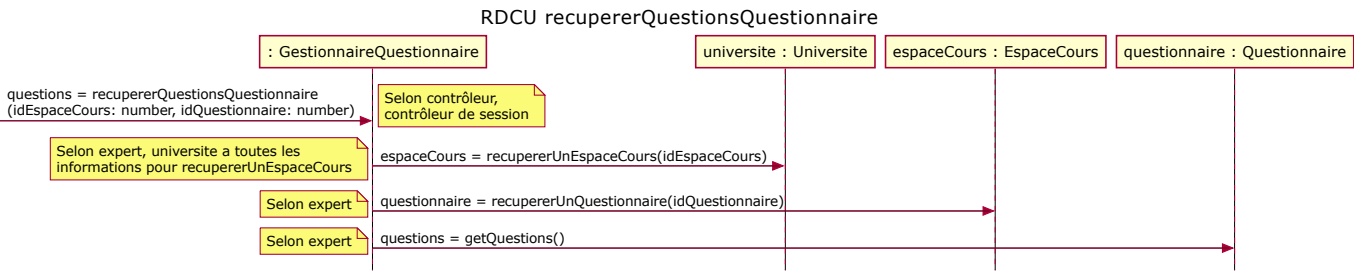 RDCU recupererQuestionsQuestionnaire
: GestionnaireQuestionnaire
universite : Universite
espaceCours : EspaceCours
questionnaire : Questionnaire
questions = recupererQuestionsQuestionnaire
(idEspaceCours: number, idQuestionnaire: number)
Selon contrôleur,
contrôleur de session
Selon expert, universite a toutes les
informations pour recupererUnEspaceCours
espaceCours = recupererUnEspaceCours(idEspaceCours)
Selon expert
questionnaire = recupererUnQuestionnaire(idQuestionnaire)
Selon expert
questions = getQuestions()